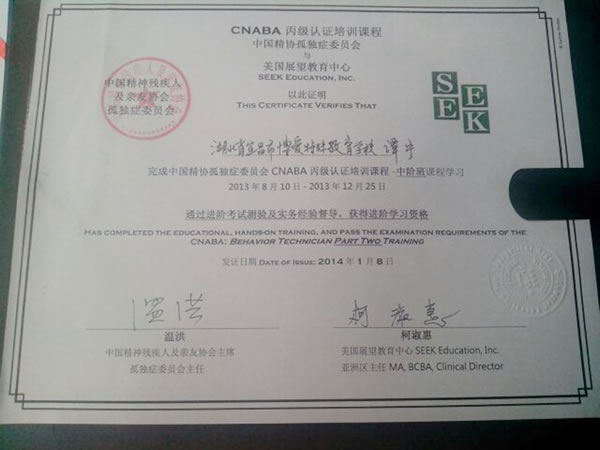 CNABA 丙级认证培训课程
中国精协孤独症委员会
与
美国展望教育中心
SEEK EDUCATION, INC.
以此证明
THIS CERTIFICATE VERIFIES THAT
中国精神残疾人
及亲友协会
孤独症委员会
SEEK
湖北省宜昌市博爱特殊教育学校 谭宇
完成中国精协孤独症委员会 CNABA 丙级认证培训课程 - 中阶班课程学习
2013 年 8 月 10 日 - 2013 年 12 月 25 日
通过进阶考试测验及实务经验督导，获得进阶学习资格
HAS COMPLETED THE EDUCATIONAL, HANDS-ON TRAINING, AND PASS THE EXAMINATION REQUIREMENTS OF THE
CNABA: BEHAVIOR TECHNICIAN PART TWO TRAINING
发证日期 DATE OF ISSUE: 2014 年 1 月 8 日
温洪
柯淑惠
温洪
中国精神残疾人及亲友协会主席
孤独症委员会主任
柯淑惠
美国展望教育中心 SEEK Education, Inc.
亚洲区主任 MA, BCBA, Clinical Director